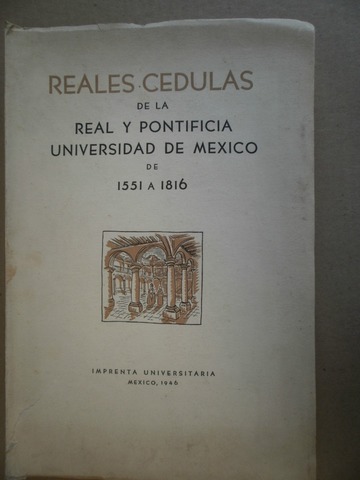 REALES CEDULAS
DE LA
REAL Y PONTIFICIA
UNIVERSIDAD DE MEXICO
DE
1551 A 1816
IMPRENTA UNIVERSITARIA
MEXICO, 1946